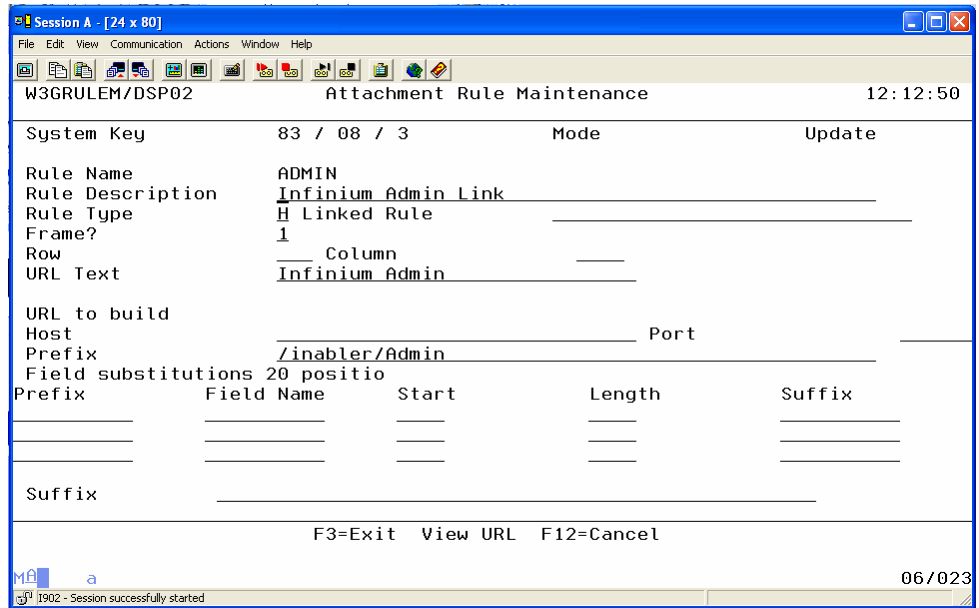 Session A - [24 x 80]
File Edit View Communication Actions Window Help
W3GRULEM/DSP02 Attachment Rule Maintenance 12:12:50
System Key 83 / 08 / 3 Mode Update
Rule Name ADMIN
Rule Description Infinium Admin Link
Rule Type H Linked Rule
Frame? 1
Row Column
URL Text Infinium Admin
URL to build
Host Port
Prefix /inabler/Admin
Field substitutions 20 positio
Prefix Field Name Start Length Suffix
Suffix
F3=Exit View URL F12=Cancel
MA a 06/023
I902 - Session successfully started